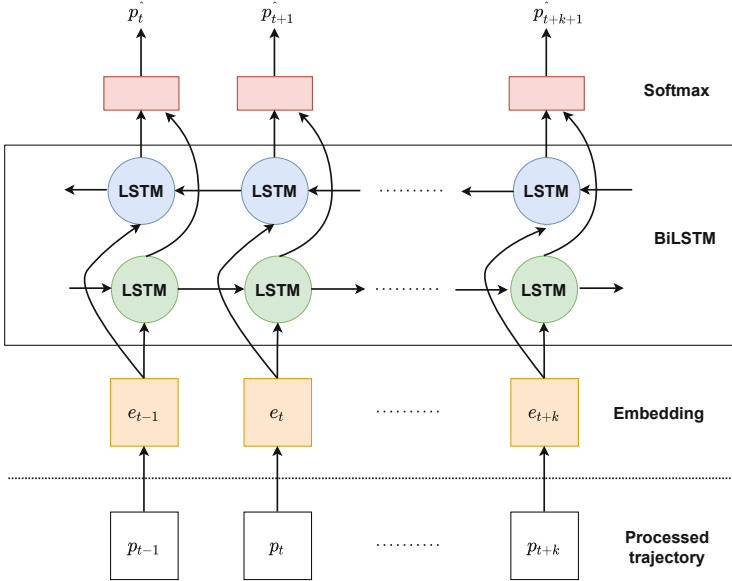 p̂_t p̂_{t+1} p̂_{t+k+1}
Softmax
LSTM LSTM ·········· LSTM
BiLSTM
LSTM LSTM ·········· LSTM
e_{t−1} e_t ·········· e_{t+k} Embedding
p_{t−1} p_t ·········· p_{t+k} Processed
trajectory